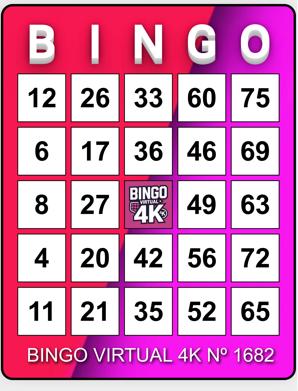 BINGO
12 26 33 60 75
6 17 36 46 69
8 27 BINGO VIRTUAL 4K 49 63
4 20 42 56 72
11 21 35 52 65
BINGO VIRTUAL 4K Nº 1682